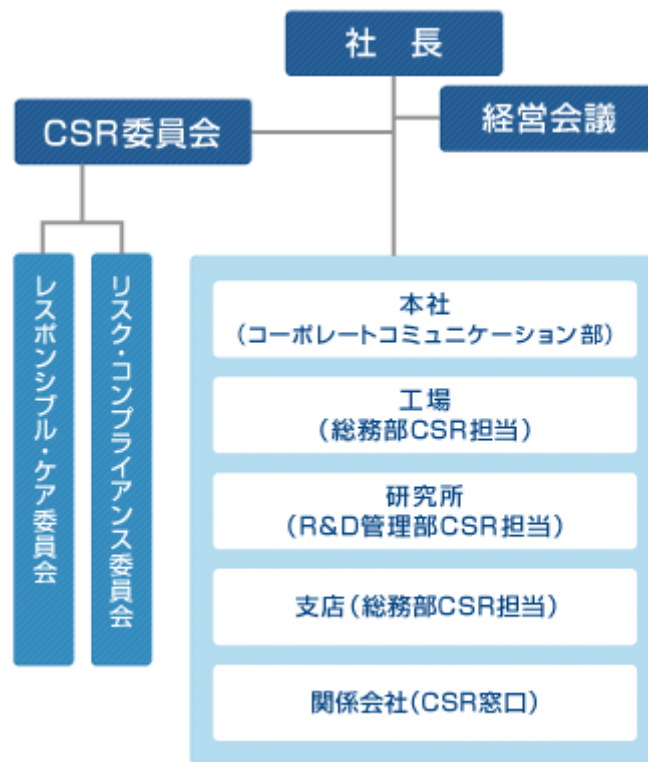 社 長
経営会議
CSR委員会
レスポンシブル・ケア委員会
リスク・コンプライアンス委員会
本社
(コーポレートコミュニケーション部)
工場
(総務部CSR担当)
研究所
(R&D管理部CSR担当)
支店(総務部CSR担当)
関係会社(CSR窓口)